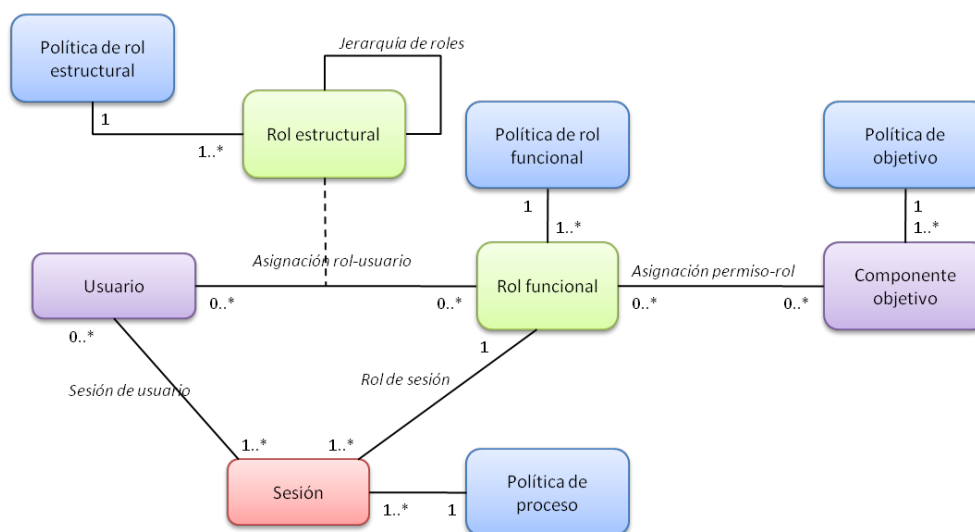 Política de rol
estructural
Jerarquía de roles
1
1..*
Rol estructural
Política de rol
funcional
Política de
objetivo
1
1..*
1
1..*
Asignación rol-usuario
Usuario
0..*
0..*
Rol funcional
Asignación permiso-rol
0..*
0..*
Componente
objetivo
0..*
1
Sesión de usuario
Rol de sesión
1..*
1..*
Sesión
1..*
1
Política de
proceso